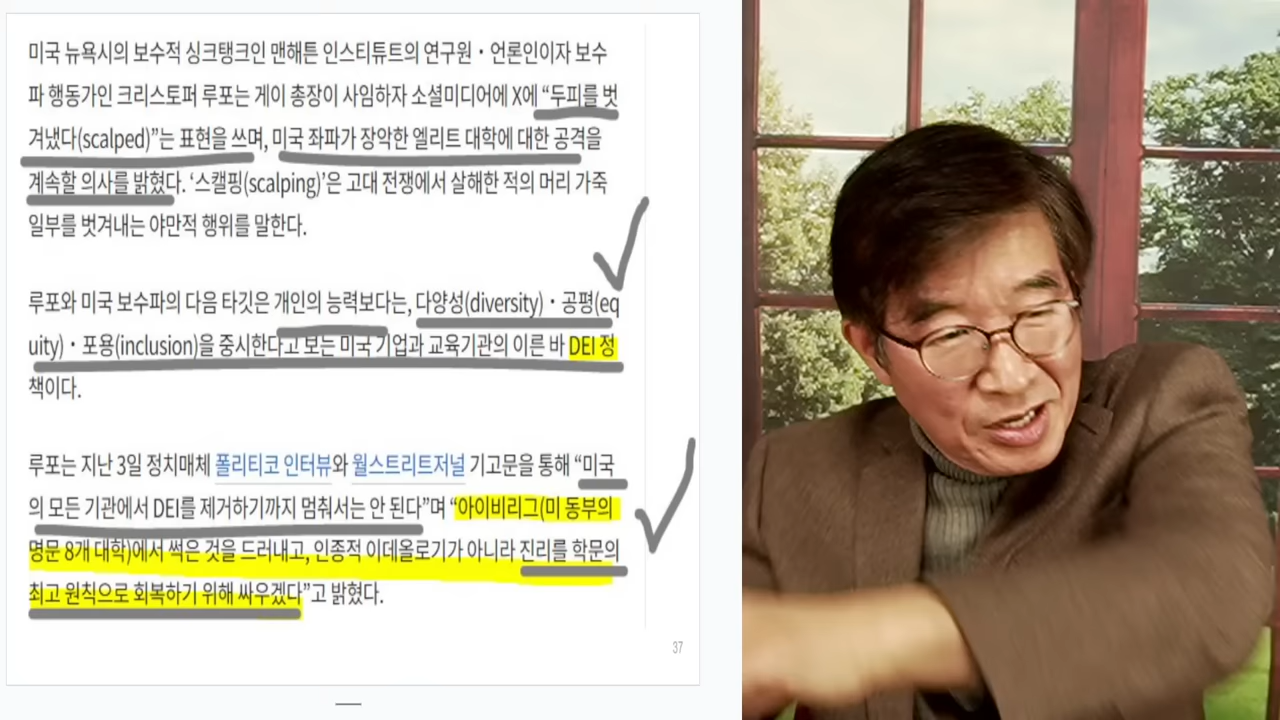 미국 뉴욕시의 보수적 싱크탱크인 맨해튼 인스티튜트의 연구원・언론인이자 보수
파 행동가인 크리스토퍼 루포는 게이 총장이 사임하자 소셜미디어에 X에 “두피를 벗
겨냈다(scalped)”는 표현을 쓰며, 미국 좌파가 장악한 엘리트 대학에 대한 공격을
계속할 의사를 밝혔다. ‘스캘핑(scalping)’은 고대 전쟁에서 살해한 적의 머리 가죽
일부를 벗겨내는 야만적 행위를 말한다.
루포와 미국 보수파의 다음 타깃은 개인의 능력보다는, 다양성(diversity)・공평(eq
uity)・포용(inclusion)을 중시한다고 보는 미국 기업과 교육기관의 이른 바 DEI 정
책이다.
루포는 지난 3일 정치매체 폴리티코 인터뷰와 월스트리트저널 기고문을 통해 “미국
의 모든 기관에서 DEI를 제거하기까지 멈춰서는 안 된다”며 “아이비리그(미 동부의
명문 8개 대학)에서 썩은 것을 드러내고, 인종적 이데올로기가 아니라 진리를 학문의
최고 원칙으로 회복하기 위해 싸우겠다”고 밝혔다.
37